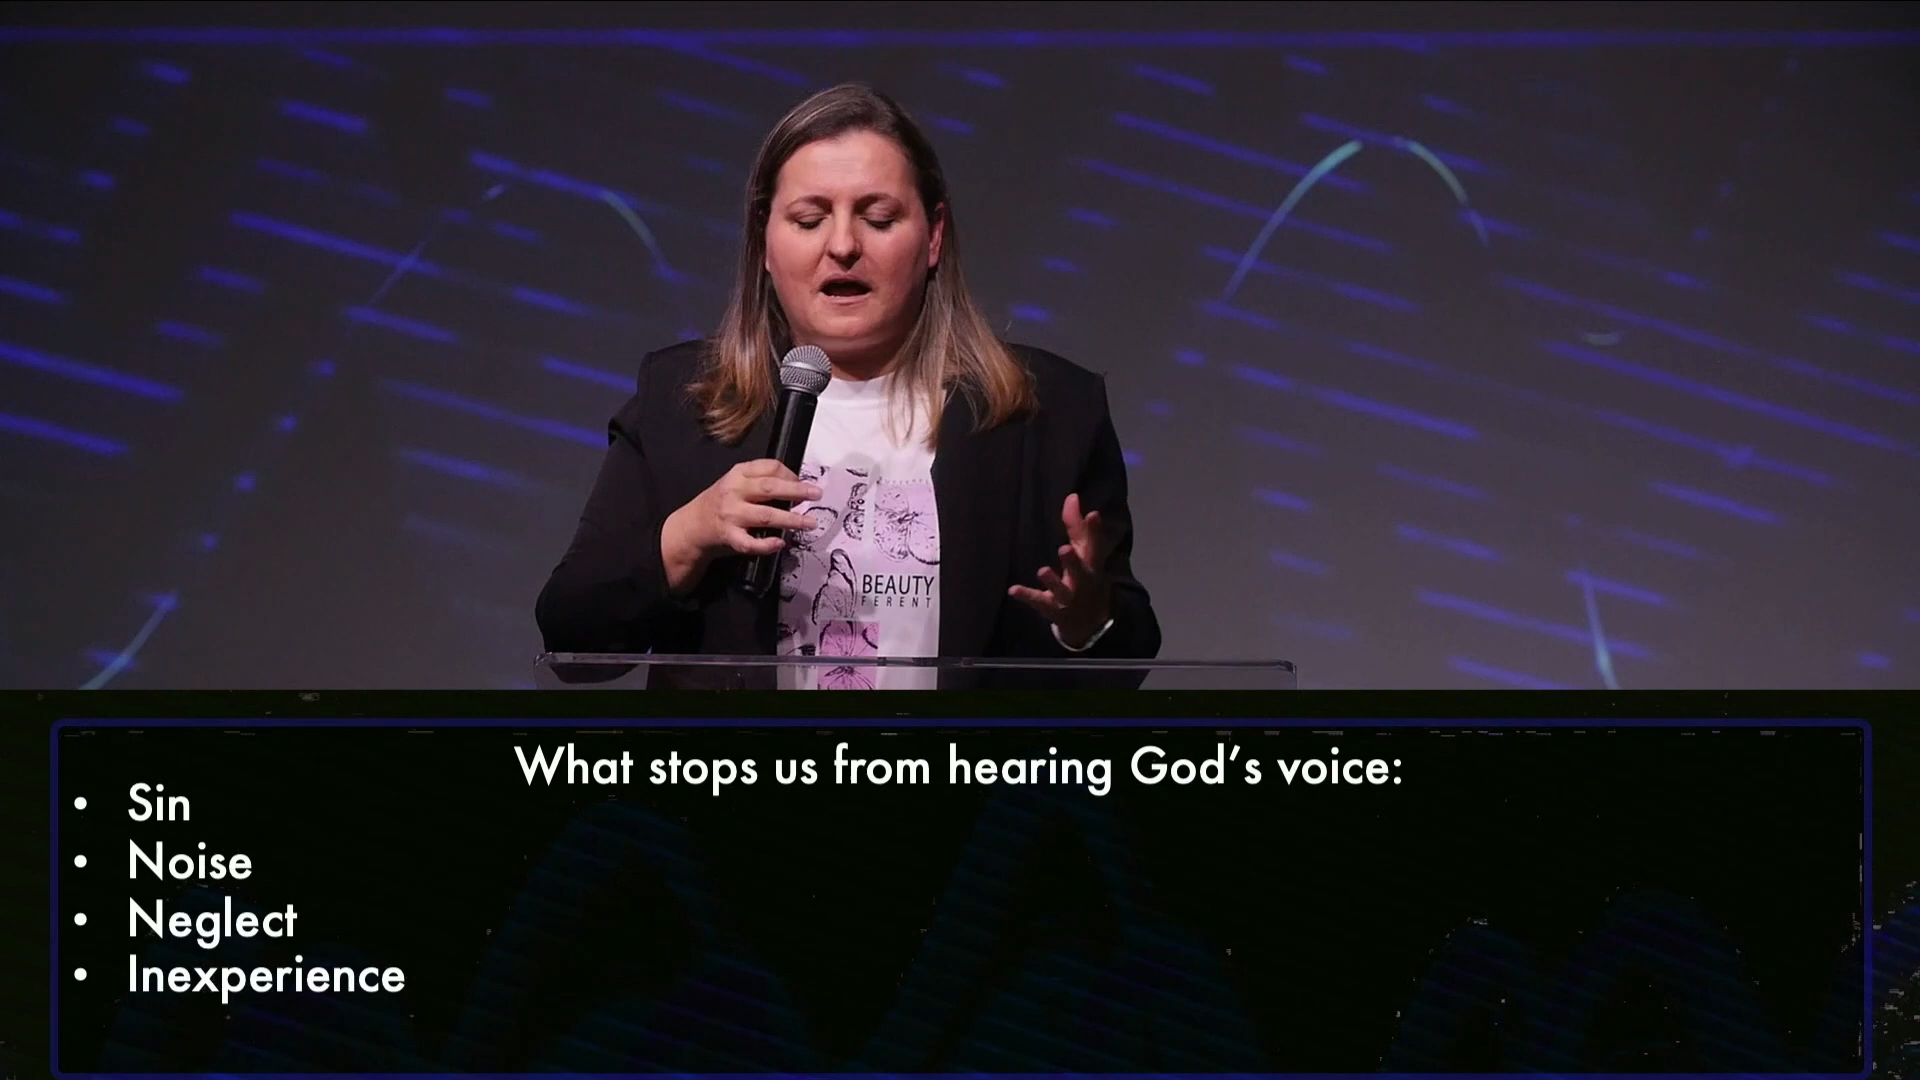 BEAUTY
FERENT
What stops us from hearing God's voice:
• Sin
• Noise
• Neglect
• Inexperience